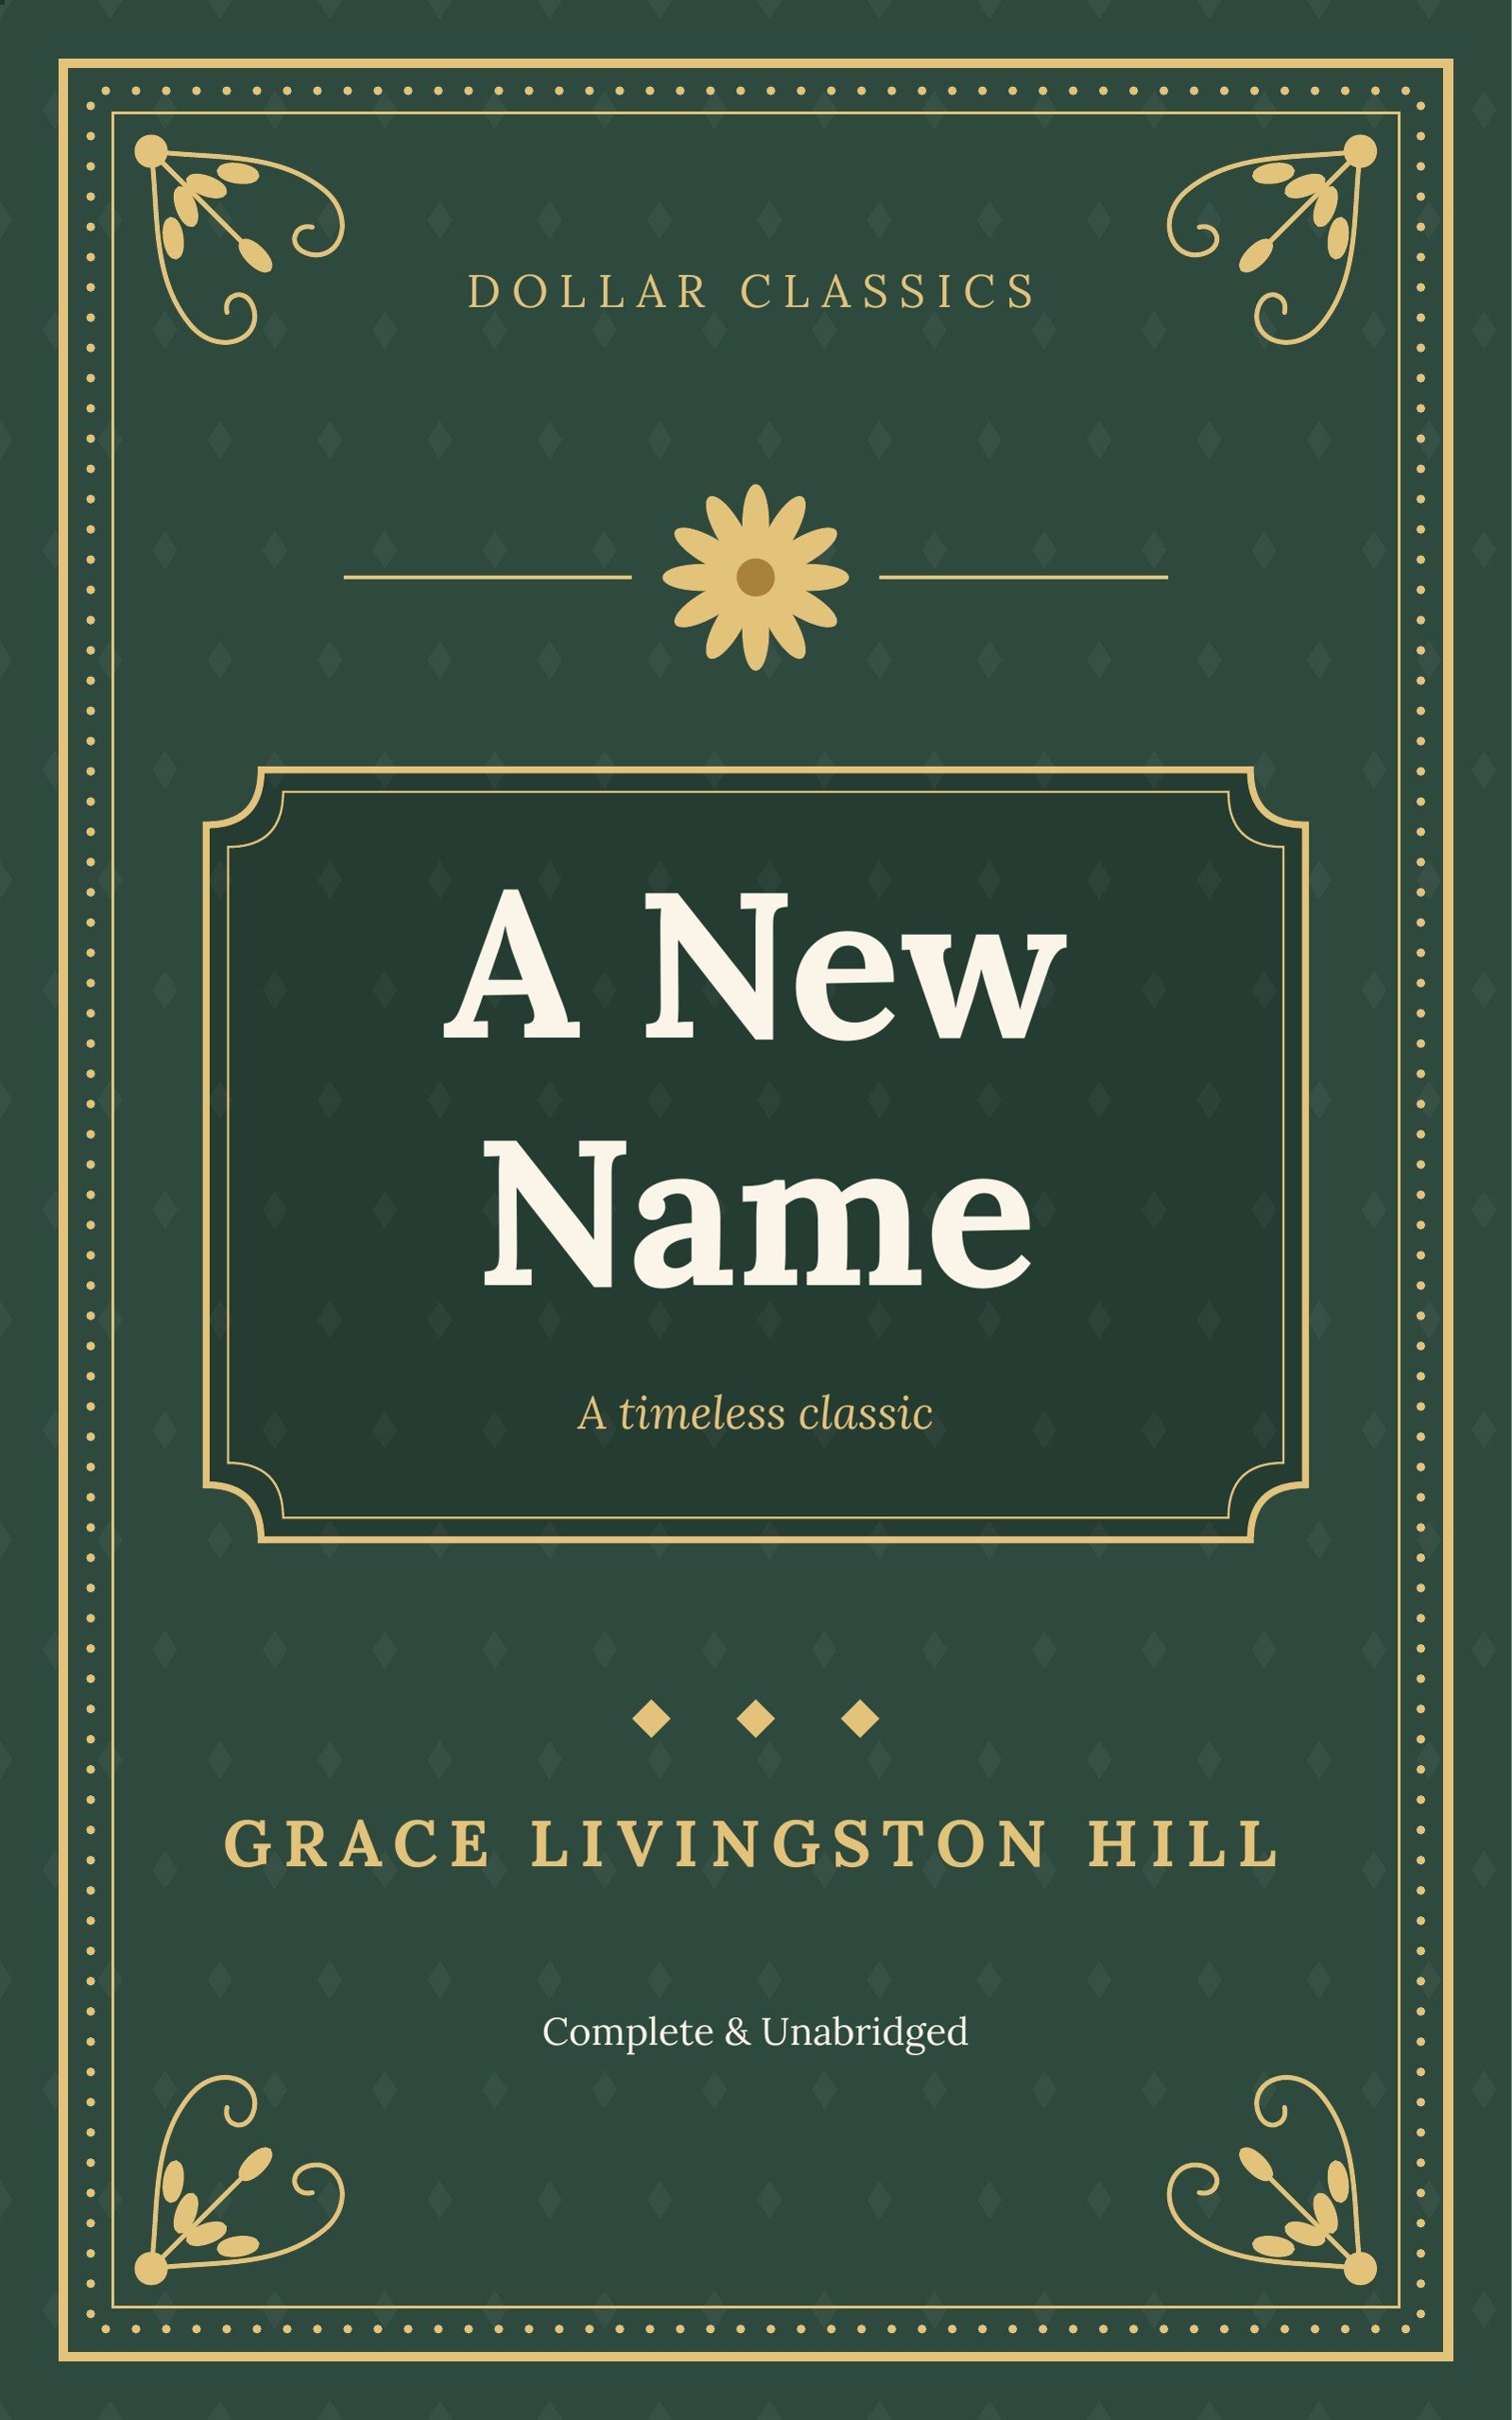 DOLLAR CLASSICS
A New
Name
A timeless classic
GRACE LIVINGSTON HILL
Complete & Unabridged